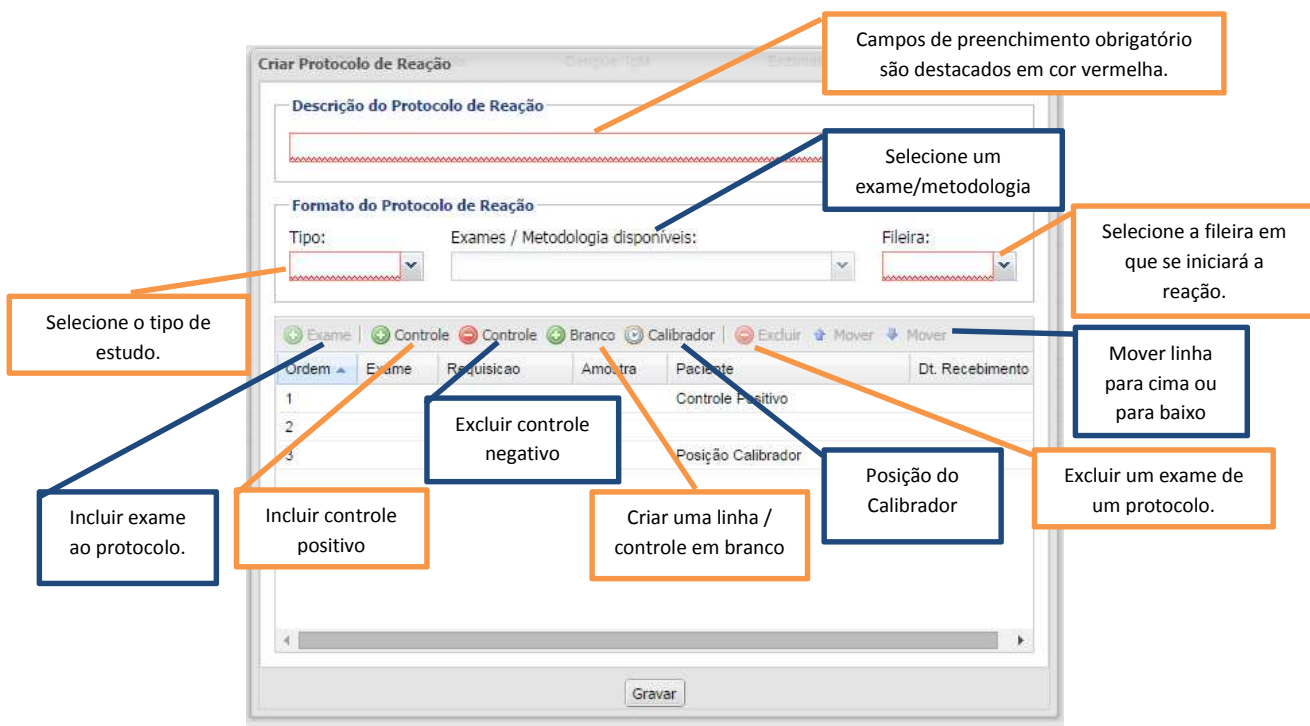 Campos de preenchimento obrigatório
são destacados em cor vermelha.
Criar Protocolo de Reação
Dengue, IgM
Descrição do Protocolo de Reação
Selecione um
exame/metodologia
Formato do Protocolo de Reação
Tipo:
Exames / Metodologia disponíveis:
Fileira:
Selecione a fileira em
que se iniciará a
reação.
Selecione o tipo de
estudo.
Exame
Controle
Controle
Branco
Calibrador
Excluir
Mover
Mover
Mover linha
para cima ou
para baixo
Ordem
Exame
Requisicao
Amostra
Paciente
Dt. Recebimento
1
Controle Positivo
2
3
Posição Calibrador
Excluir controle
negativo
Posição do
Calibrador
Excluir um exame de
um protocolo.
Incluir exame
ao protocolo.
Incluir controle
positivo
Criar uma linha /
controle em branco
Gravar